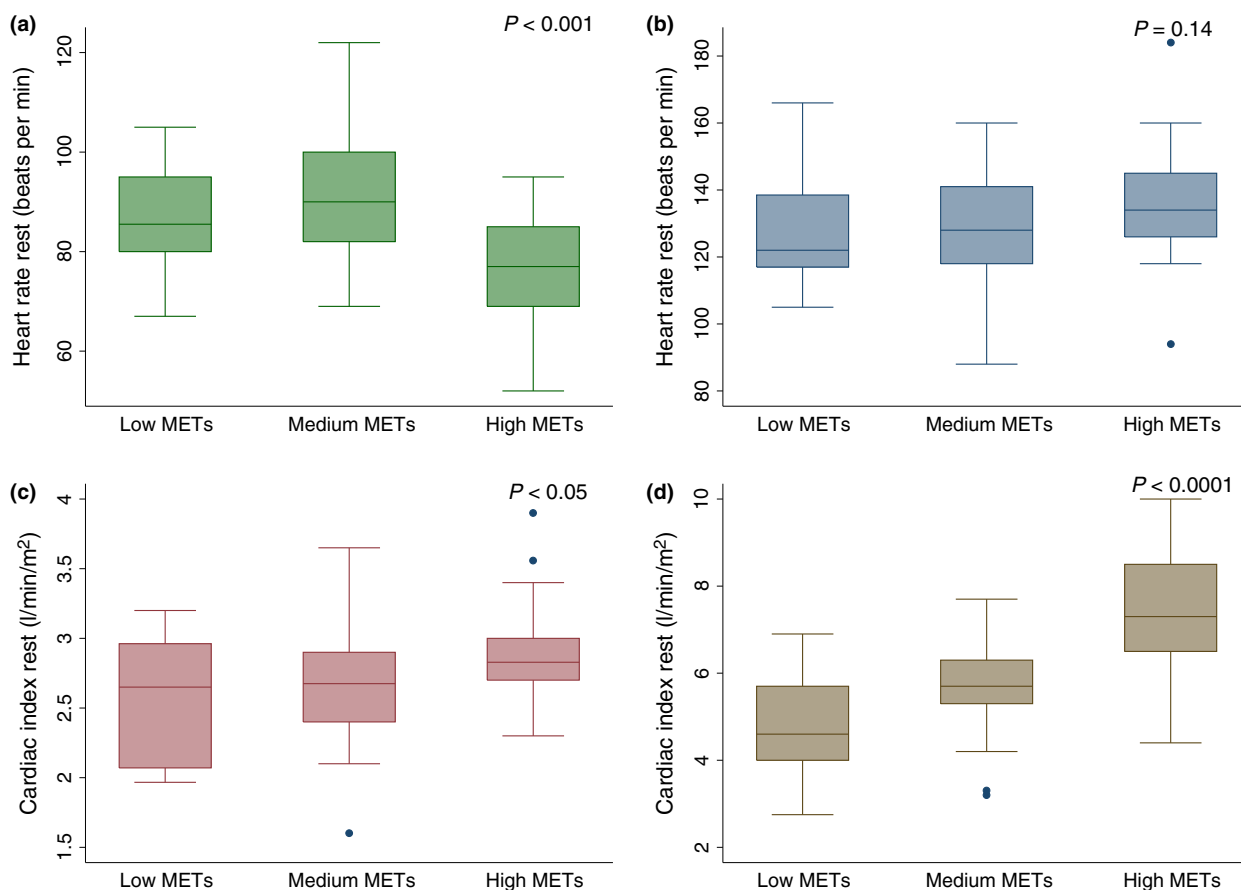 (a)
P < 0.001
Heart rate rest (beats per min)
120
100
80
60
Low METs Medium METs High METs
(b)
P = 0.14
Heart rate rest (beats per min)
180
160
140
120
100
80
Low METs Medium METs High METs
(c)
P < 0.05
Cardiac index rest (l/min/m²)
4
3.5
3
2.5
2
1.5
Low METs Medium METs High METs
(d)
P < 0.0001
Cardiac index rest (l/min/m²)
10
8
6
4
2
Low METs Medium METs High METs